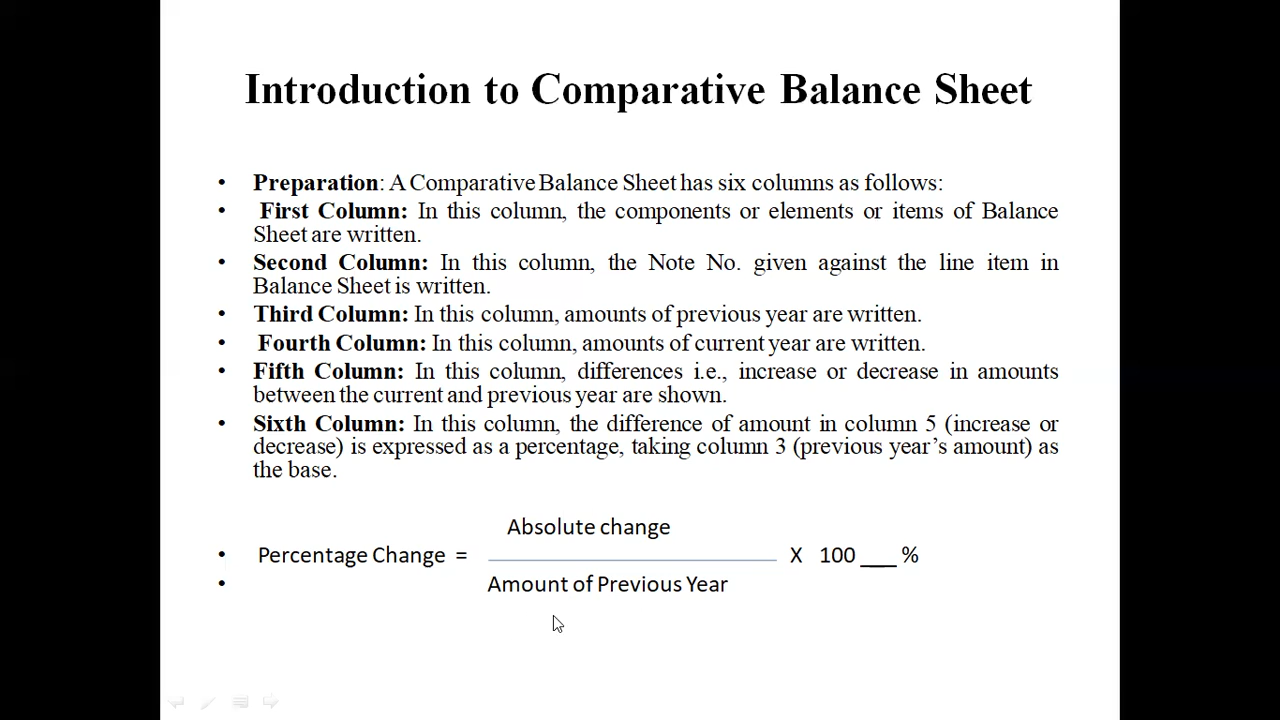 Introduction to Comparative Balance Sheet
• Preparation: A Comparative Balance Sheet has six columns as follows:
• First Column: In this column, the components or elements or items of Balance
Sheet are written.
• Second Column: In this column, the Note No. given against the line item in
Balance Sheet is written.
• Third Column: In this column, amounts of previous year are written.
• Fourth Column: In this column, amounts of current year are written.
• Fifth Column: In this column, differences i.e., increase or decrease in amounts
between the current and previous year are shown.
• Sixth Column: In this column, the difference of amount in column 5 (increase or
decrease) is expressed as a percentage, taking column 3 (previous year’s amount) as
the base.
Absolute change
• Percentage Change = X 100 ___ %
• Amount of Previous Year